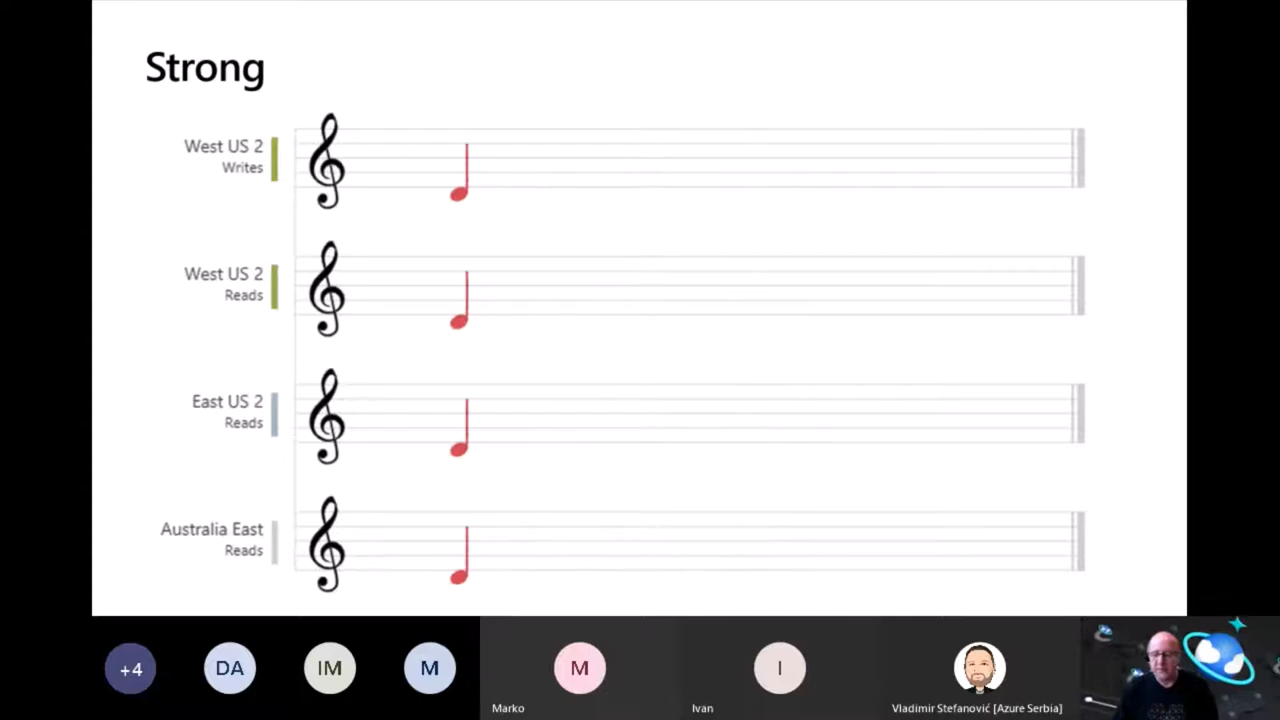 Strong
West US 2
Writes
West US 2
Reads
East US 2
Reads
Australia East
Reads
+4
DA
IM
M
M
I
Marko
Ivan
Vladimir Stefanović [Azure Serbia]